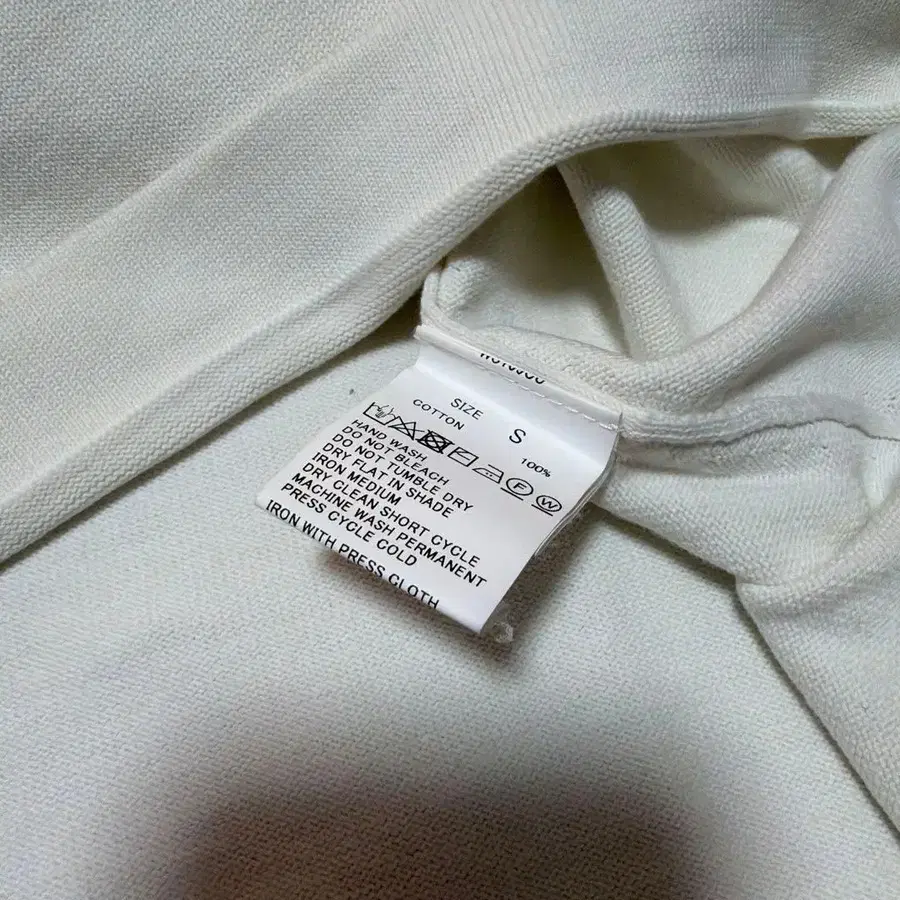 SIZE S
COTTON 100%
F W
HAND WASH
DO NOT BLEACH
DO NOT TUMBLE DRY
DRY FLAT IN SHADE
IRON MEDIUM
DRY CLEAN SHORT CYCLE
MACHINE WASH PERMANENT
PRESS CYCLE COLD
IRON WITH PRESS CLOTH